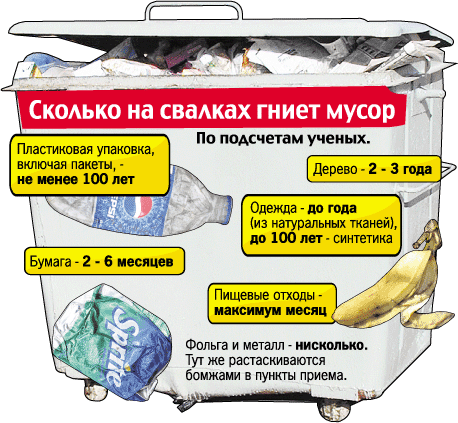 Сколько на свалках гниет мусор
По подсчетам ученых.
Пластиковая упаковка,
включая пакеты, -
не менее 100 лет
Дерево - 2 - 3 года
PEPSI
Одежда - до года
(из натуральных тканей),
до 100 лет - синтетика
Бумага - 2 - 6 месяцев
Пищевые отходы -
максимум месяц
Sprite
Фольга и металл - нисколько.
Тут же растаскиваются
бомжами в пункты приема.